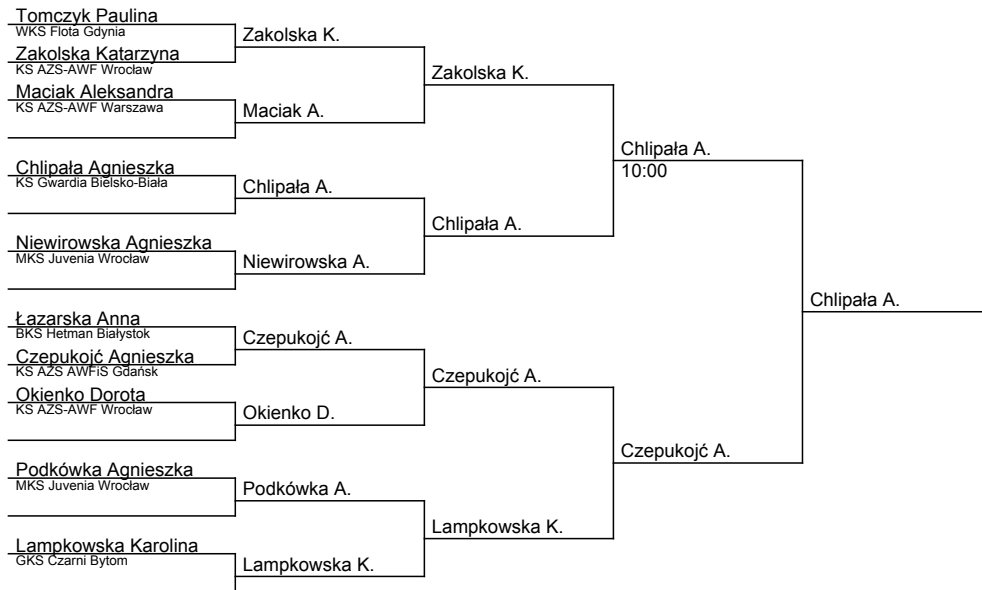 Tomczyk Paulina
WKS Flota Gdynia
Zakolska Katarzyna
KS AZS-AWF Wrocław
Maciak Aleksandra
KS AZS-AWF Warszawa
Chlipała Agnieszka
KS Gwardia Bielsko-Biała
Niewirowska Agnieszka
MKS Juvenia Wrocław
Łazarska Anna
BKS Hetman Białystok
Czepukojć Agnieszka
KS AZS AWFiS Gdańsk
Okienko Dorota
KS AZS-AWF Wrocław
Podkówka Agnieszka
MKS Juvenia Wrocław
Lampkowska Karolina
GKS Czarni Bytom
Zakolska K.
Maciak A.
Chlipała A.
Niewirowska A.
Czepukojć A.
Okienko D.
Podkówka A.
Lampkowska K.
Zakolska K.
Chlipała A.
Czepukojć A.
Lampkowska K.
Chlipała A.
10:00
Czepukojć A.
Chlipała A.